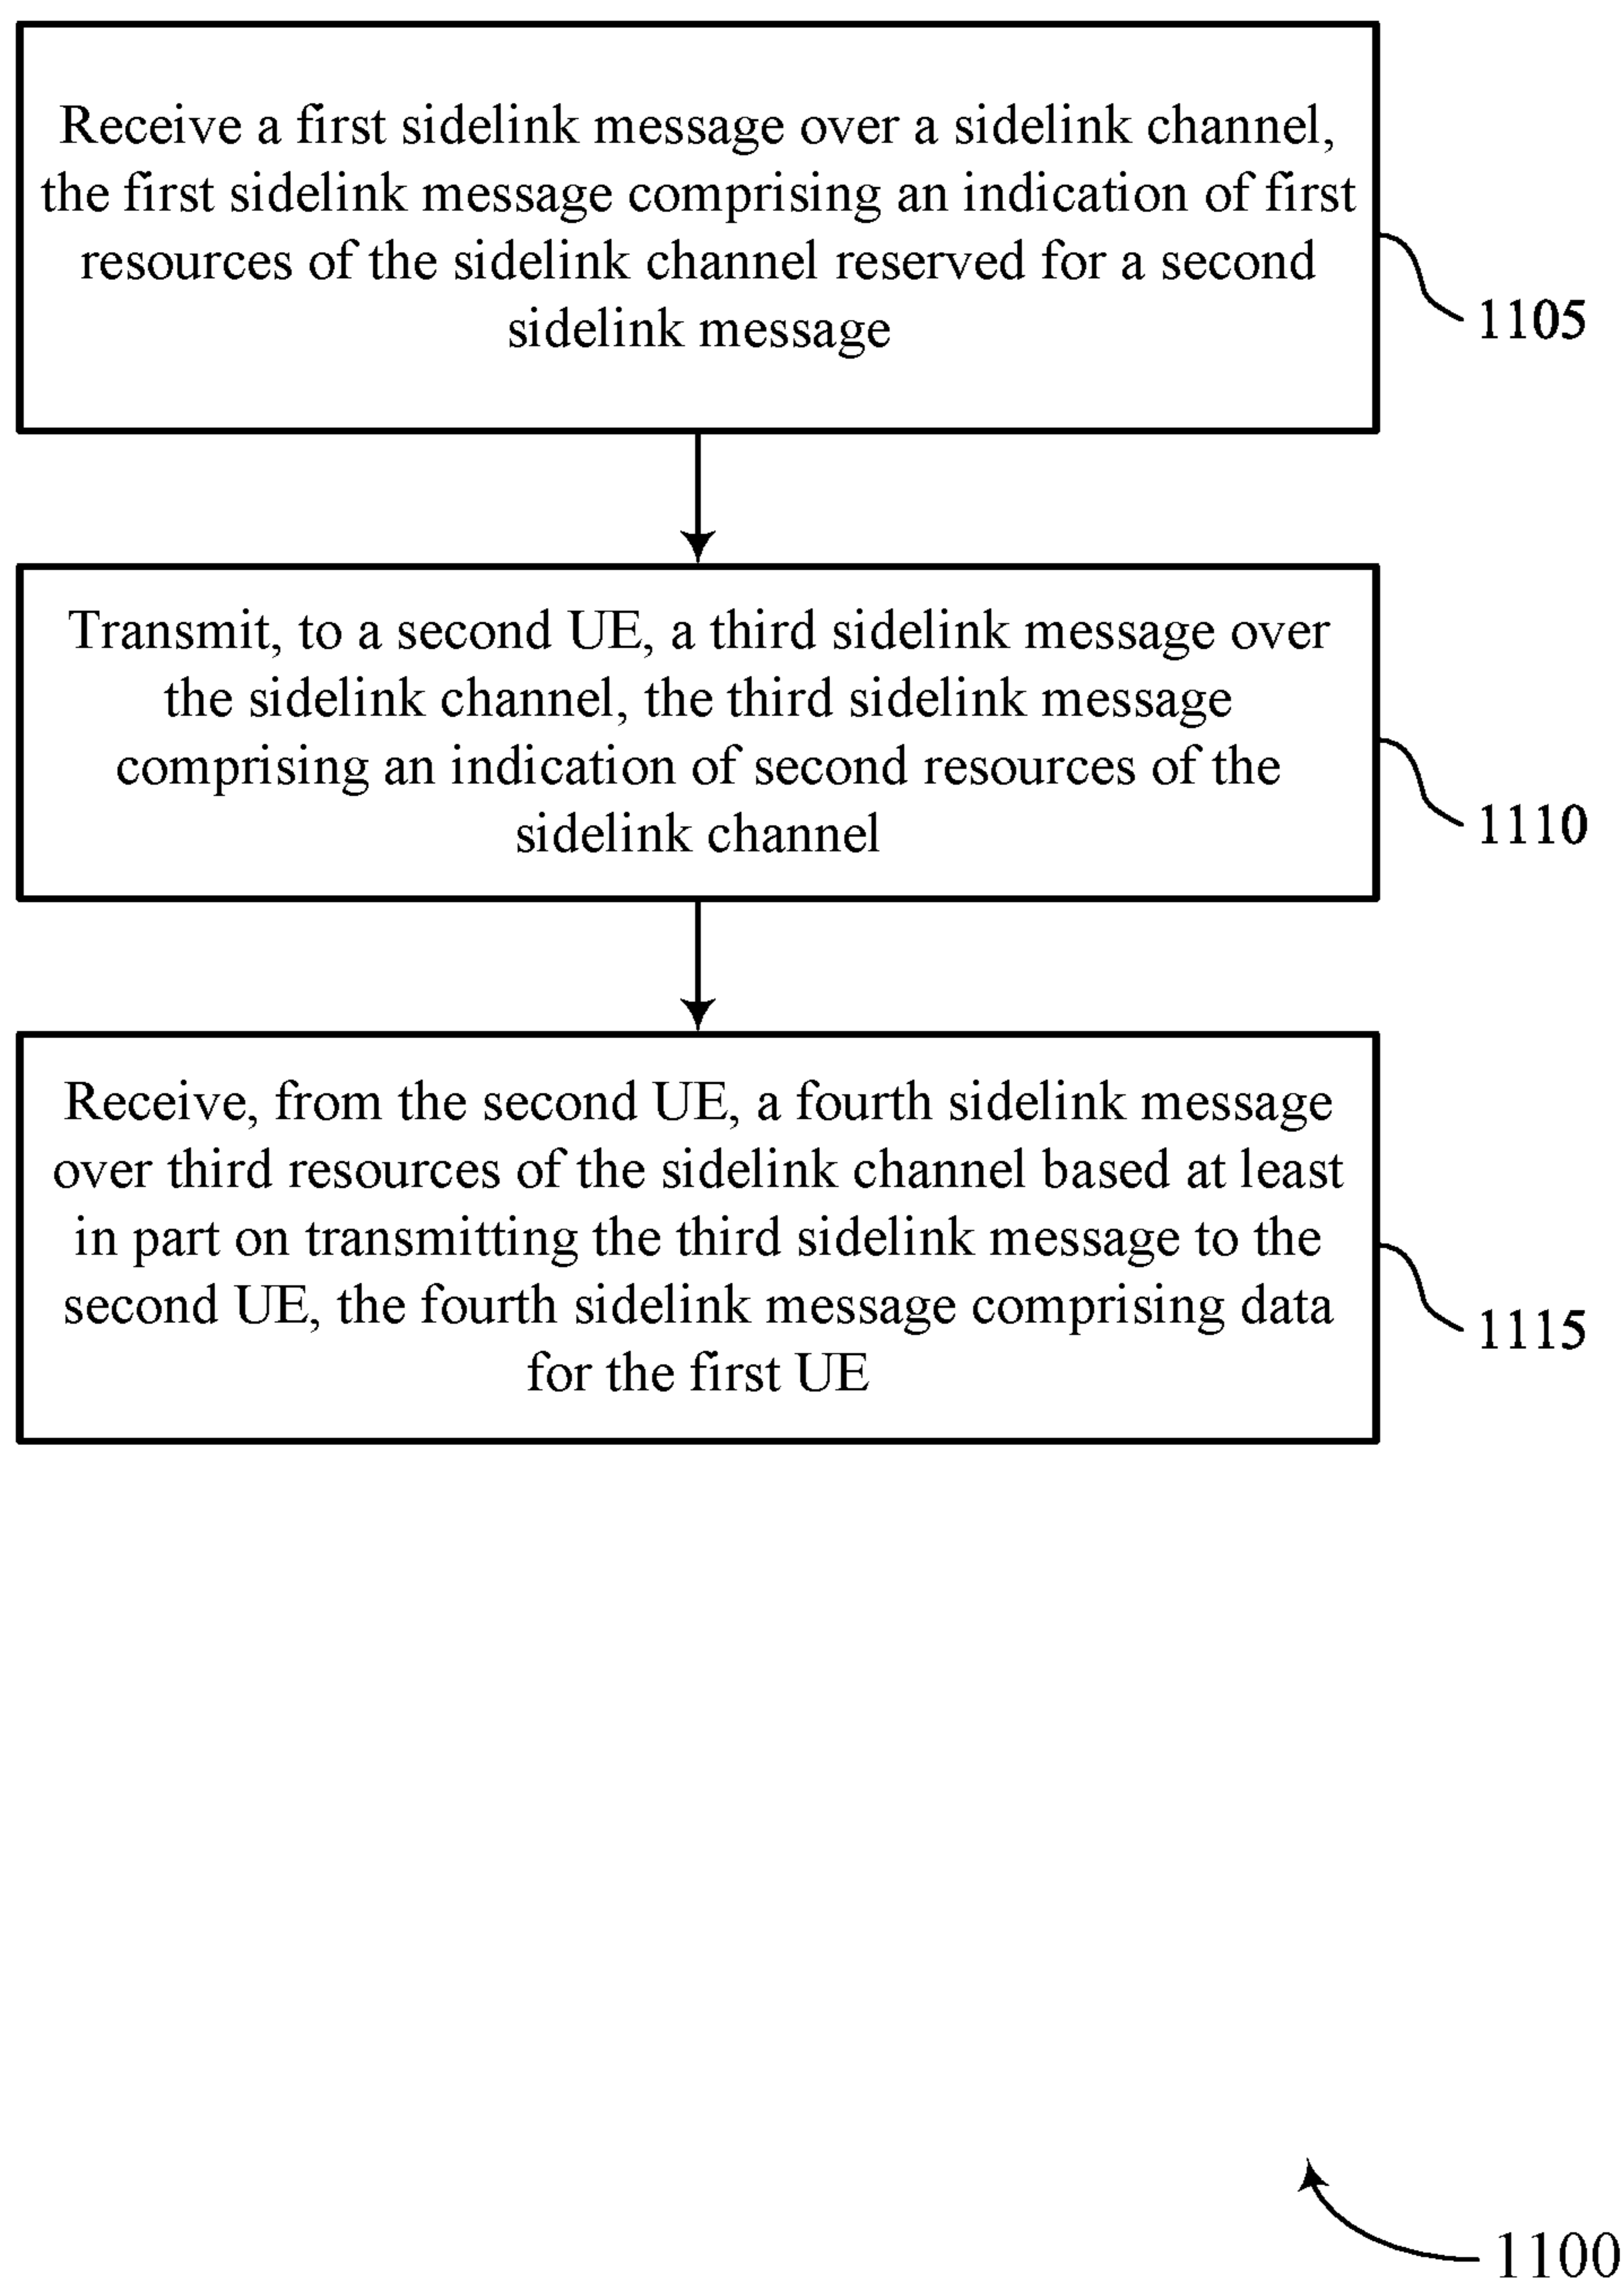 Receive a first sidelink message over a sidelink channel,
the first sidelink message comprising an indication of first
resources of the sidelink channel reserved for a second
sidelink message
1105
Transmit, to a second UE, a third sidelink message over
the sidelink channel, the third sidelink message
comprising an indication of second resources of the
sidelink channel
1110
Receive, from the second UE, a fourth sidelink message
over third resources of the sidelink channel based at least
in part on transmitting the third sidelink message to the
second UE, the fourth sidelink message comprising data
for the first UE
1115
1100